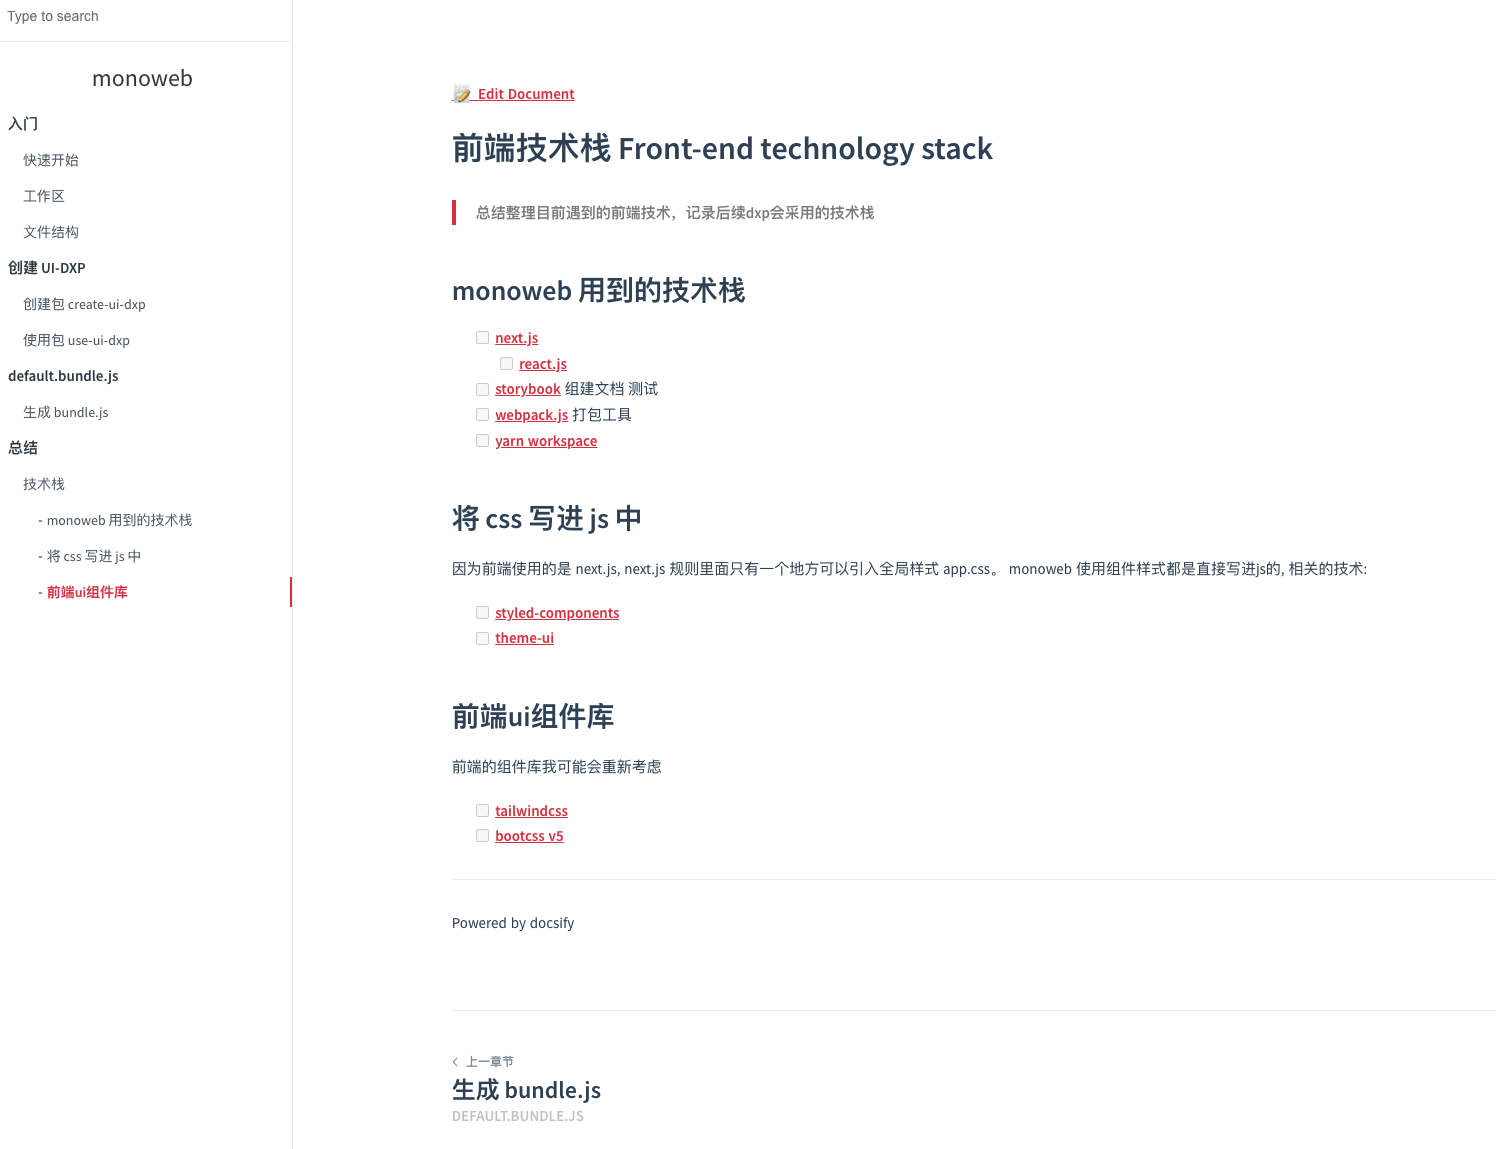 Type to search
monoweb
入门
快速开始
工作区
文件结构
创建 UI-DXP
创建包 create-ui-dxp
使用包 use-ui-dxp
default.bundle.js
生成 bundle.js
总结
技术栈
- monoweb 用到的技术栈
- 将 css 写进 js 中
- 前端ui组件库
Edit Document
前端技术栈 Front-end technology stack
总结整理目前遇到的前端技术，记录后续dxp会采用的技术栈
monoweb 用到的技术栈
next.js
react.js
storybook 组建文档 测试
webpack.js 打包工具
yarn workspace
将 css 写进 js 中
因为前端使用的是 next.js, next.js 规则里面只有一个地方可以引入全局样式 app.css。 monoweb 使用组件样式都是直接写进js的, 相关的技术:
styled-components
theme-ui
前端ui组件库
前端的组件库我可能会重新考虑
tailwindcss
bootcss v5
Powered by docsify
上一章节
生成 bundle.js
DEFAULT.BUNDLE.JS